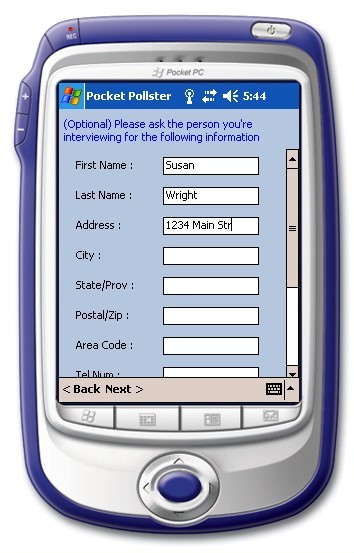 REC
Pocket PC
Pocket Pollster 5:44
(Optional) Please ask the person you're
interviewing for the following information
First Name : Susan
Last Name : Wright
Address : 1234 Main Str
City :
State/Prov :
Postal/Zip :
Area Code :
Tel Num :
< Back Next >